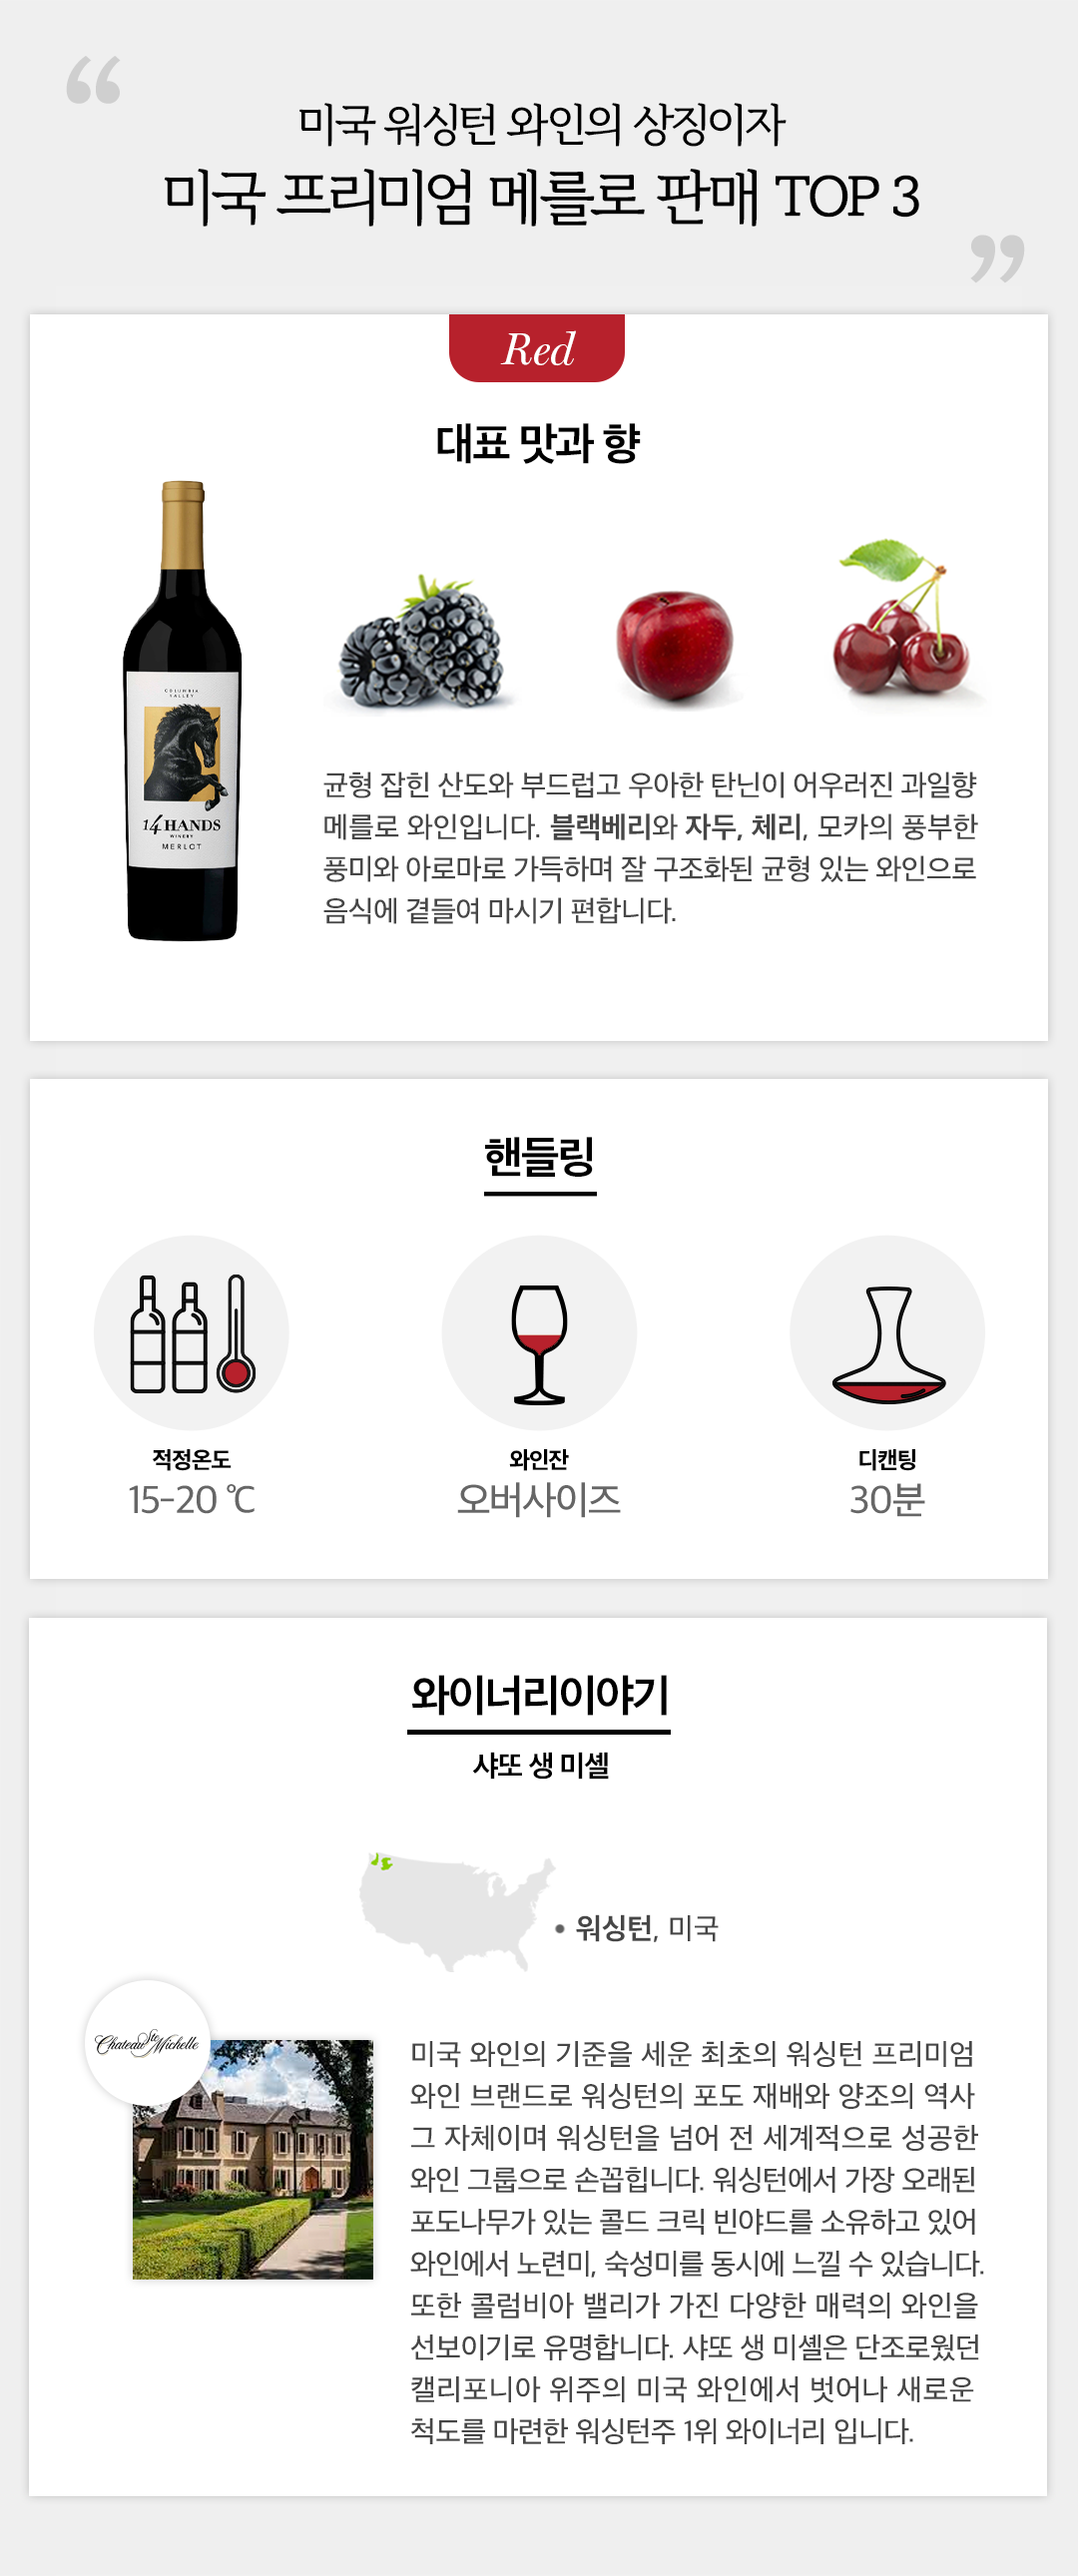 “
미국 워싱턴 와인의 상징이자
미국 프리미엄 메를로 판매 TOP 3
”
Red
대표 맛과 향
COLUMBIA
VALLEY
14 HANDS
WINERY
MERLOT
균형 잡힌 산도와 부드럽고 우아한 탄닌이 어우러진 과일향
메를로 와인입니다. 블랙베리와 자두, 체리, 모카의 풍부한
풍미와 아로마로 가득하며 잘 구조화된 균형 있는 와인으로
음식에 곁들여 마시기 편합니다.
핸들링
적정온도
15-20 ℃
와인잔
오버사이즈
디캔팅
30분
와이너리이야기
샤또 생 미셸
• 워싱턴, 미국
Chateau Ste Michelle
미국 와인의 기준을 세운 최초의 워싱턴 프리미엄
와인 브랜드로 워싱턴의 포도 재배와 양조의 역사
그 자체이며 워싱턴을 넘어 전 세계적으로 성공한
와인 그룹으로 손꼽힙니다. 워싱턴에서 가장 오래된
포도나무가 있는 콜드 크릭 빈야드를 소유하고 있어
와인에서 노련미, 숙성미를 동시에 느낄 수 있습니다.
또한 콜럼비아 밸리가 가진 다양한 매력의 와인을
선보이기로 유명합니다. 샤또 생 미셸은 단조로웠던
캘리포니아 위주의 미국 와인에서 벗어나 새로운
척도를 마련한 워싱턴주 1위 와이너리 입니다.